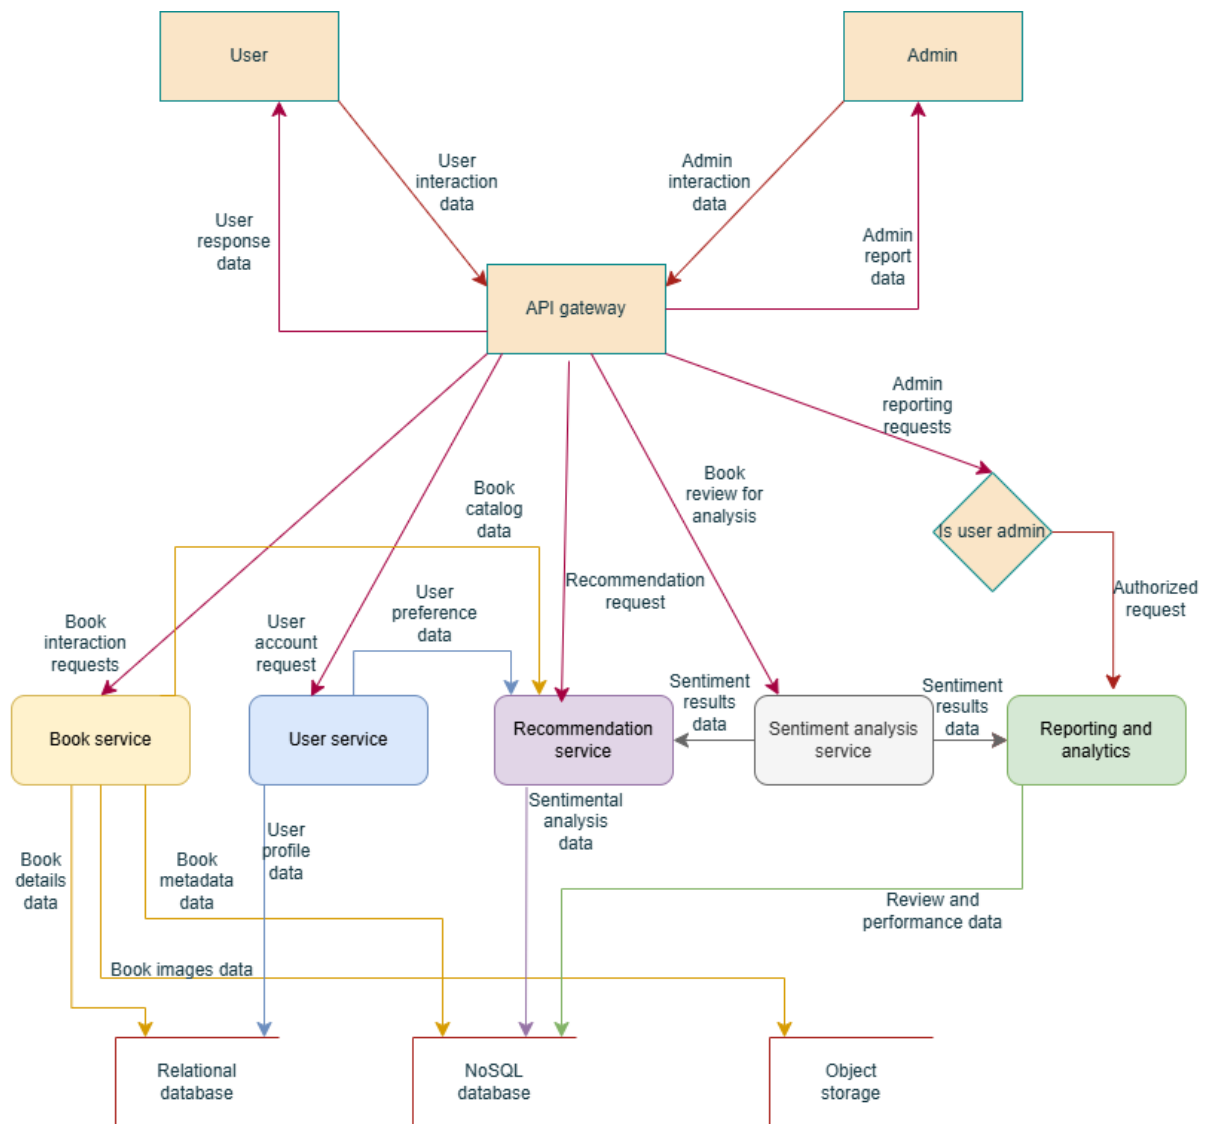 User
Admin
User
interaction
data
Admin
interaction
data
User
response
data
Admin
report
data
API gateway
Admin
reporting
requests
Book
catalog
data
Book
review for
analysis
Is user admin
Recommendation
request
Authorized
request
User
preference
data
Book
interaction
requests
User
account
request
Sentiment
results
data
Sentiment
results
data
Book service
User service
Recommendation
service
Sentiment analysis
service
Reporting and
analytics
Sentimental
analysis
data
User
profile
data
Book
details
data
Book
metadata
data
Review and
performance data
Book images data
Relational
database
NoSQL
database
Object
storage